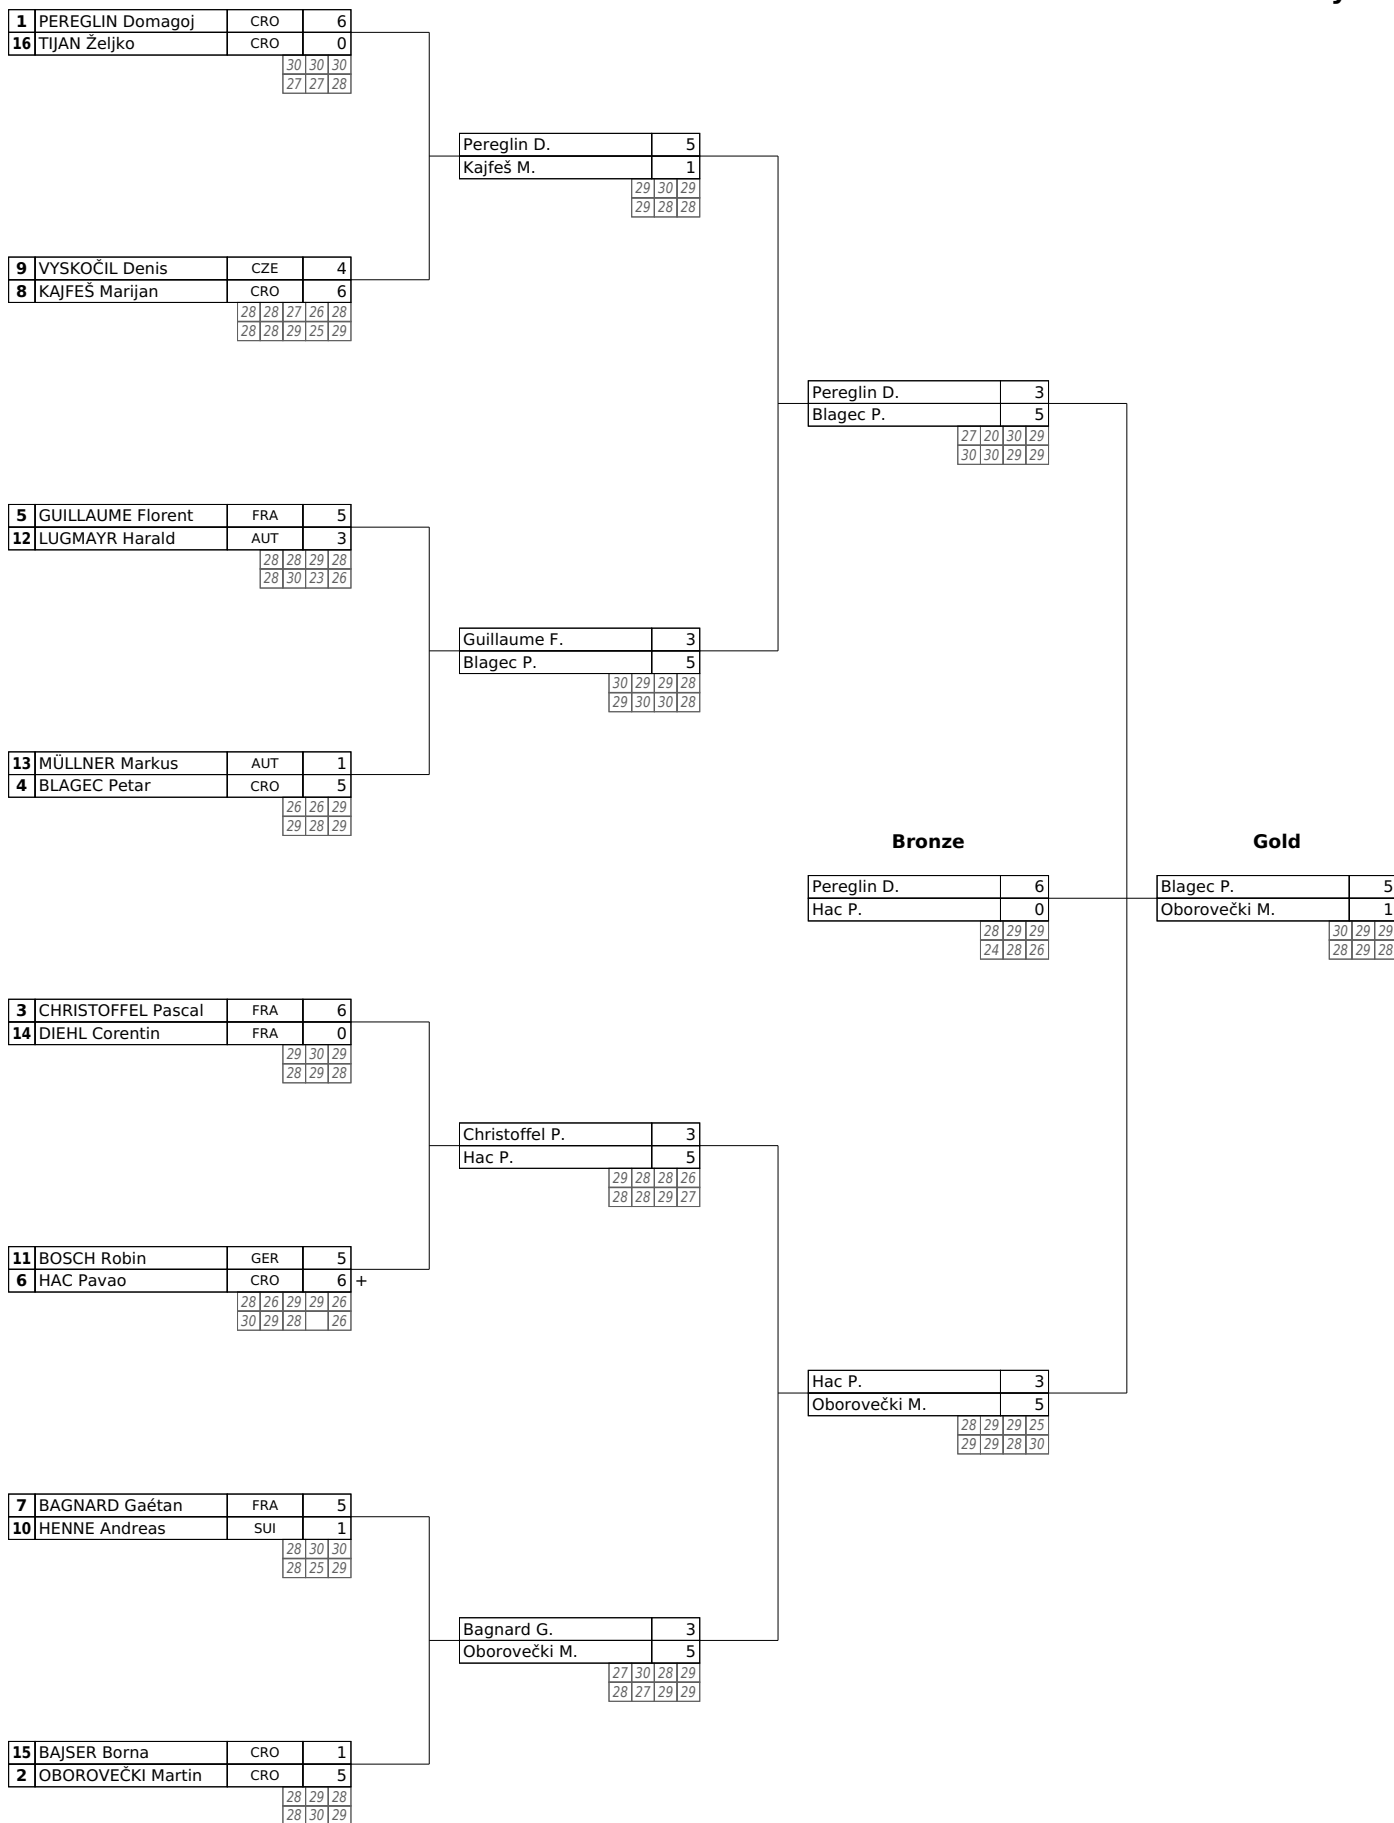 1 PEREGLIN Domagoj CRO 6
16 TIJAN Željko CRO 0
30 30 30
27 27 28
Pereglin D. 5
Kajfeš M. 1
29 30 29
29 28 28
9 VYSKOČIL Denis CZE 4
8 KAJFEŠ Marijan CRO 6
28 28 27 26 28
28 28 29 25 29
Pereglin D. 3
Blagec P. 5
27 20 30 29
30 30 29 29
5 GUILLAUME Florent FRA 5
12 LUGMAYR Harald AUT 3
28 28 29 28
28 30 23 26
Guillaume F. 3
Blagec P. 5
30 29 29 28
29 30 30 28
13 MÜLLNER Markus AUT 1
4 BLAGEC Petar CRO 5
26 26 29
29 28 29
Bronze Gold
Pereglin D. 6
Hac P. 0
28 29 29
24 28 26
Blagec P. 5
Oborovečki M. 1
30 29 29
28 29 28
3 CHRISTOFFEL Pascal FRA 6
14 DIEHL Corentin FRA 0
29 30 29
28 29 28
Christoffel P. 3
Hac P. 5
29 28 28 26
28 28 29 27
11 BOSCH Robin GER 5
6 HAC Pavao CRO 6 +
28 26 29 29 26
30 29 28 26
Hac P. 3
Oborovečki M. 5
28 29 29 25
29 29 28 30
7 BAGNARD Gaétan FRA 5
10 HENNE Andreas SUI 1
28 30 30
28 25 29
Bagnard G. 3
Oborovečki M. 5
27 30 28 29
28 27 29 29
15 BAJSER Borna CRO 1
2 OBOROVEČKI Martin CRO 5
28 29 28
28 30 29